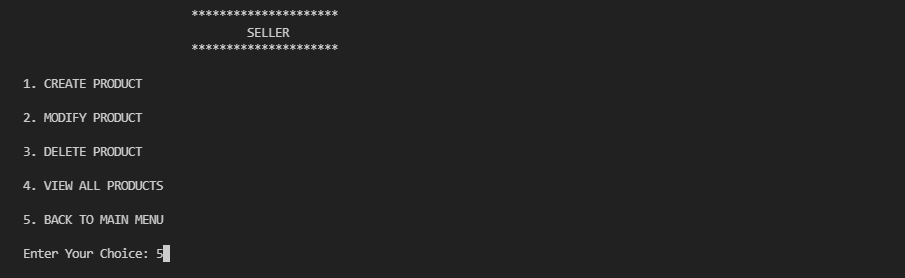 *********************
SELLER
*********************
1. CREATE PRODUCT
2. MODIFY PRODUCT
3. DELETE PRODUCT
4. VIEW ALL PRODUCTS
5. BACK TO MAIN MENU
Enter Your Choice: 5